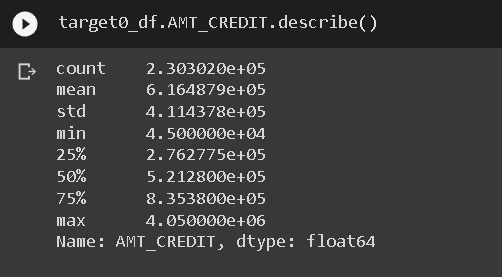 target0_df.AMT_CREDIT.describe()
count    2.303020e+05
mean     6.164879e+05
std      4.114378e+05
min      4.500000e+04
25%      2.762775e+05
50%      5.212800e+05
75%      8.353800e+05
max      4.050000e+06
Name: AMT_CREDIT, dtype: float64